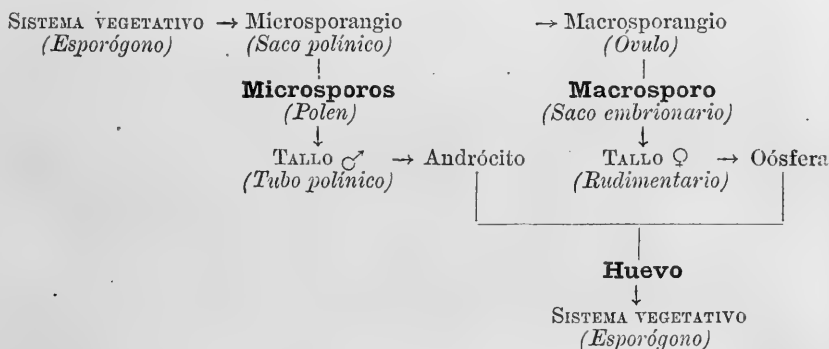 SISTEMA VEGETATIVO → Microsporangio → Macrosporangio
(Esporógono) (Saco polínico) (Óvulo)
Microsporos Macrosporo
(Polen) (Saco embrionario)
TALLO ♂ → Andrócito TALLO ♀ → Oósfera
(Tubo polínico) (Rudimentario)
Huevo
SISTEMA VEGETATIVO
(Esporógono)